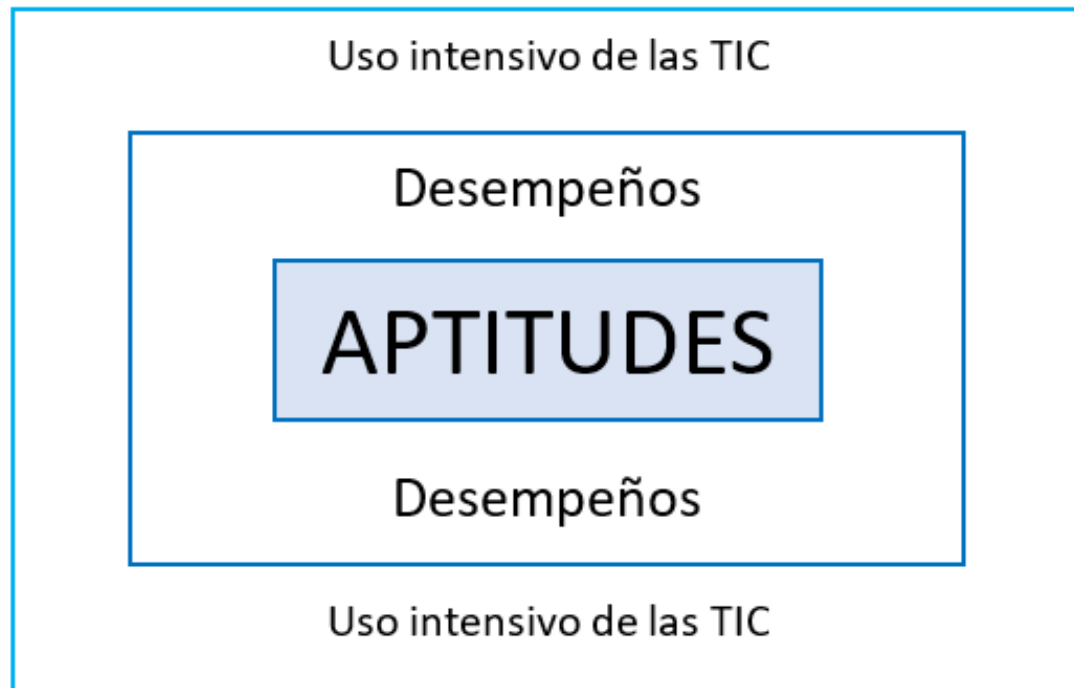 Uso intensivo de las TIC
Desempeños
APTITUDES
Desempeños
Uso intensivo de las TIC